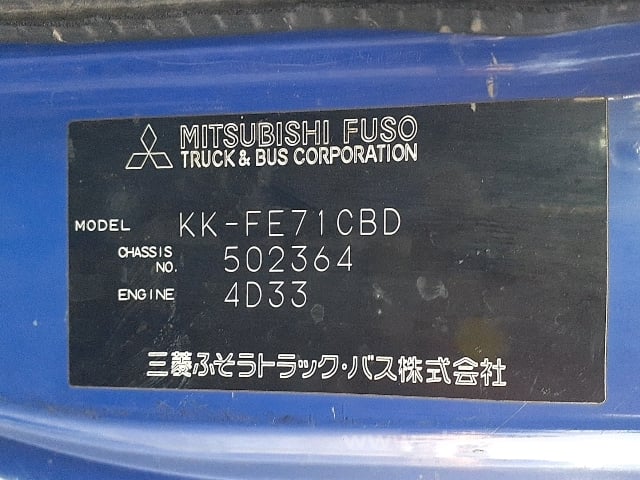 MITSUBISHI FUSO
TRUCK & BUS CORPORATION
MODEL KK-FE71CBD
CHASSIS NO. 502364
ENGINE 4D33
三菱ふそうトラック・バス株式会社